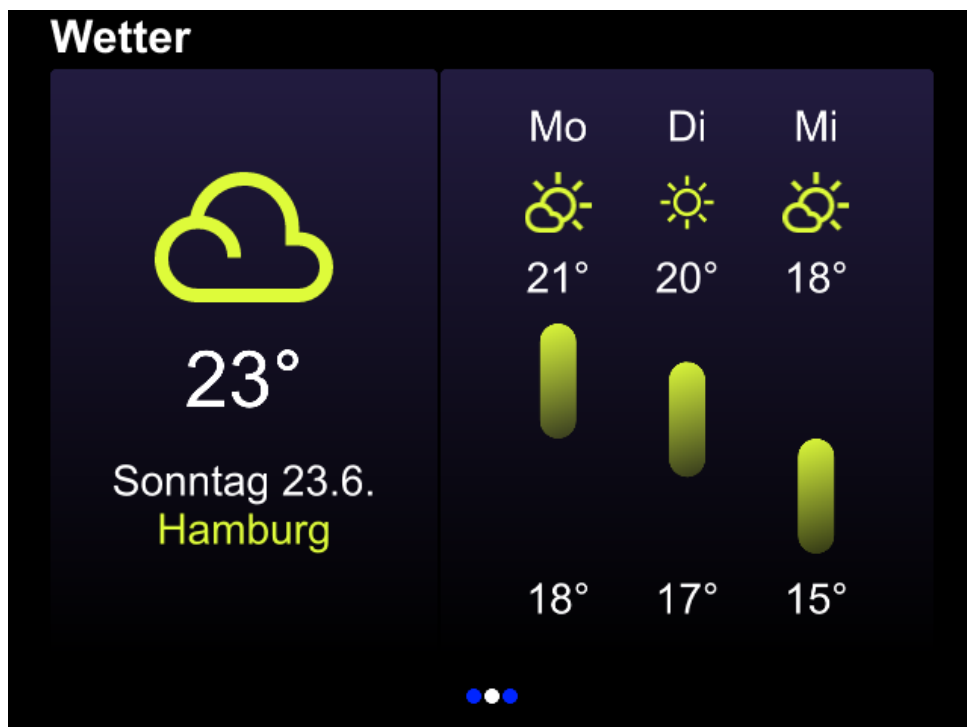 Wetter
23°
Sonntag 23.6.
Hamburg
Mo Di Mi
21° 20° 18°
18° 17° 15°